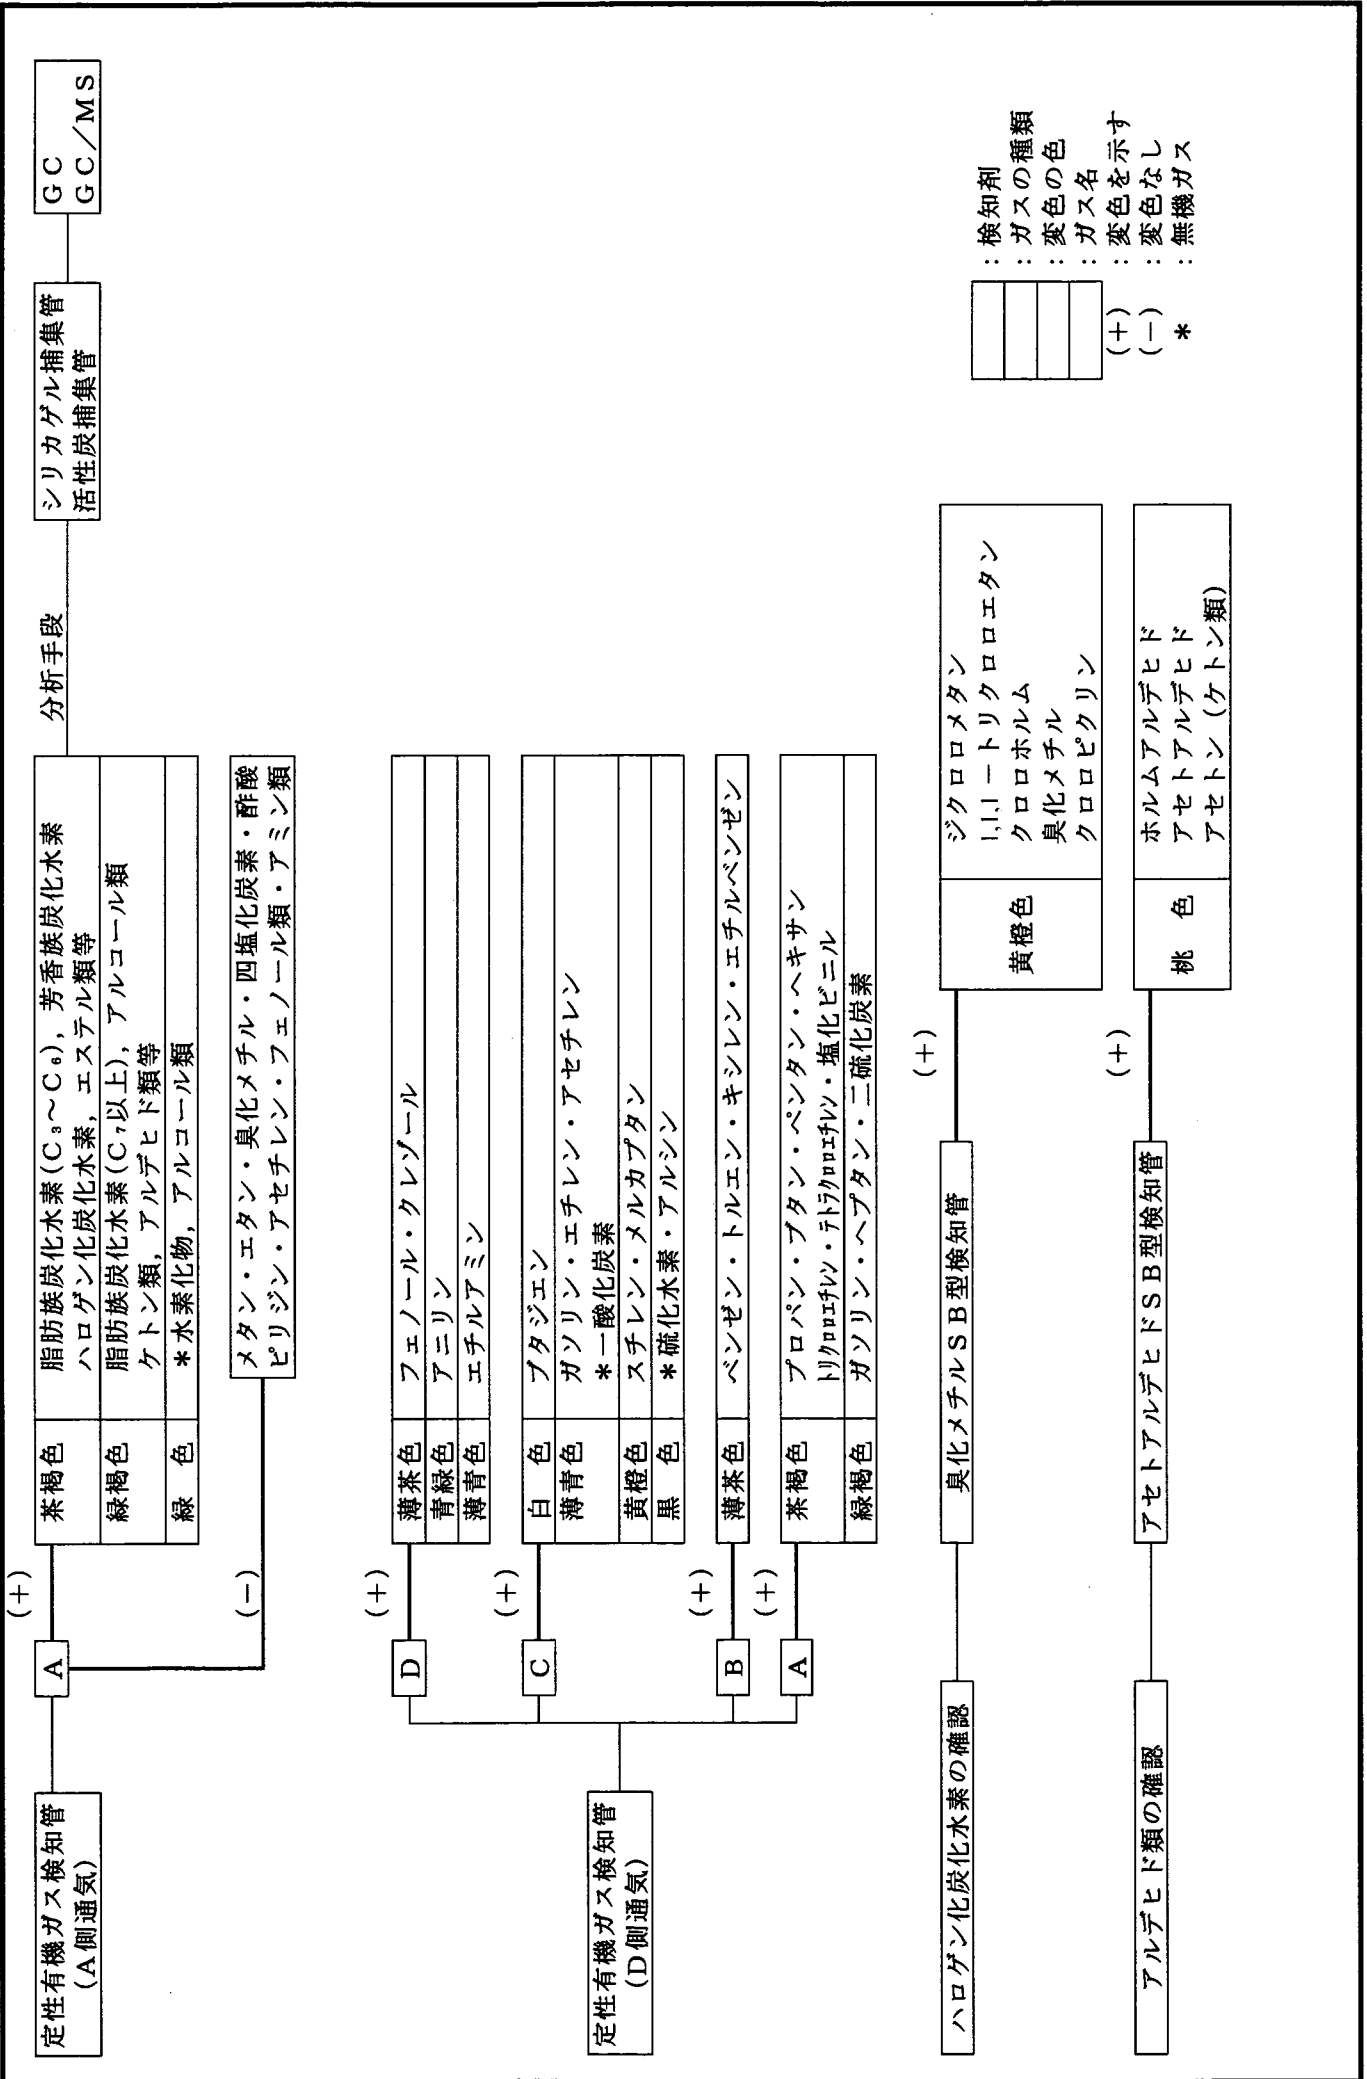 定性有機ガス検知管
(A側通気)
A
(+)
茶褐色
脂肪族炭化水素(C₃～C₆), 芳香族炭化水素
ハロゲン化炭化水素, エステル類等
緑褐色
脂肪族炭化水素(C₇以上), アルコール類
ケトン類, アルデヒド類等
緑 色
*水素化物, アルコール類
分析手段
シリカゲル捕集管
活性炭捕集管
GC
GC/MS
(-)
メタン・エタン・臭化メチル・四塩化炭素・酢酸
ピリジン・アセチレン・フェノール類・アミン類
定性有機ガス検知管
(D側通気)
D
(+)
薄茶色
フェノール・クレゾール
青緑色
アニリン
薄青色
エチルアミン
C
(+)
白 色
ブタジエン
薄青色
ガソリン・エチレン・アセチレン
*一酸化炭素
黄橙色
スチレン・メルカプタン
黒 色
*硫化水素・アルシン
B
(+)
薄茶色
ベンゼン・トルエン・キシレン・エチルベンゼン
A
(+)
茶褐色
プロパン・ブタン・ペンタン・ヘキサン
トリクロロエチレン・テトラクロロエチレン・塩化ビニル
緑褐色
ガソリン・ヘプタン・二硫化炭素
ハロゲン化炭化水素の確認
臭化メチルSB型検知管
(+)
黄橙色
ジクロロメタン
1,1,1－トリクロロエタン
クロロホルム
臭化メチル
クロロピクリン
アルデヒド類の確認
アセトアルデヒドSB型検知管
(+)
桃 色
ホルムアルデヒド
アセトアルデヒド
アセトン(ケトン類)
：検知剤
：ガスの種類
：変色の色
：ガス名
(+)：変色を示す
(-)：変色なし
*：無機ガス